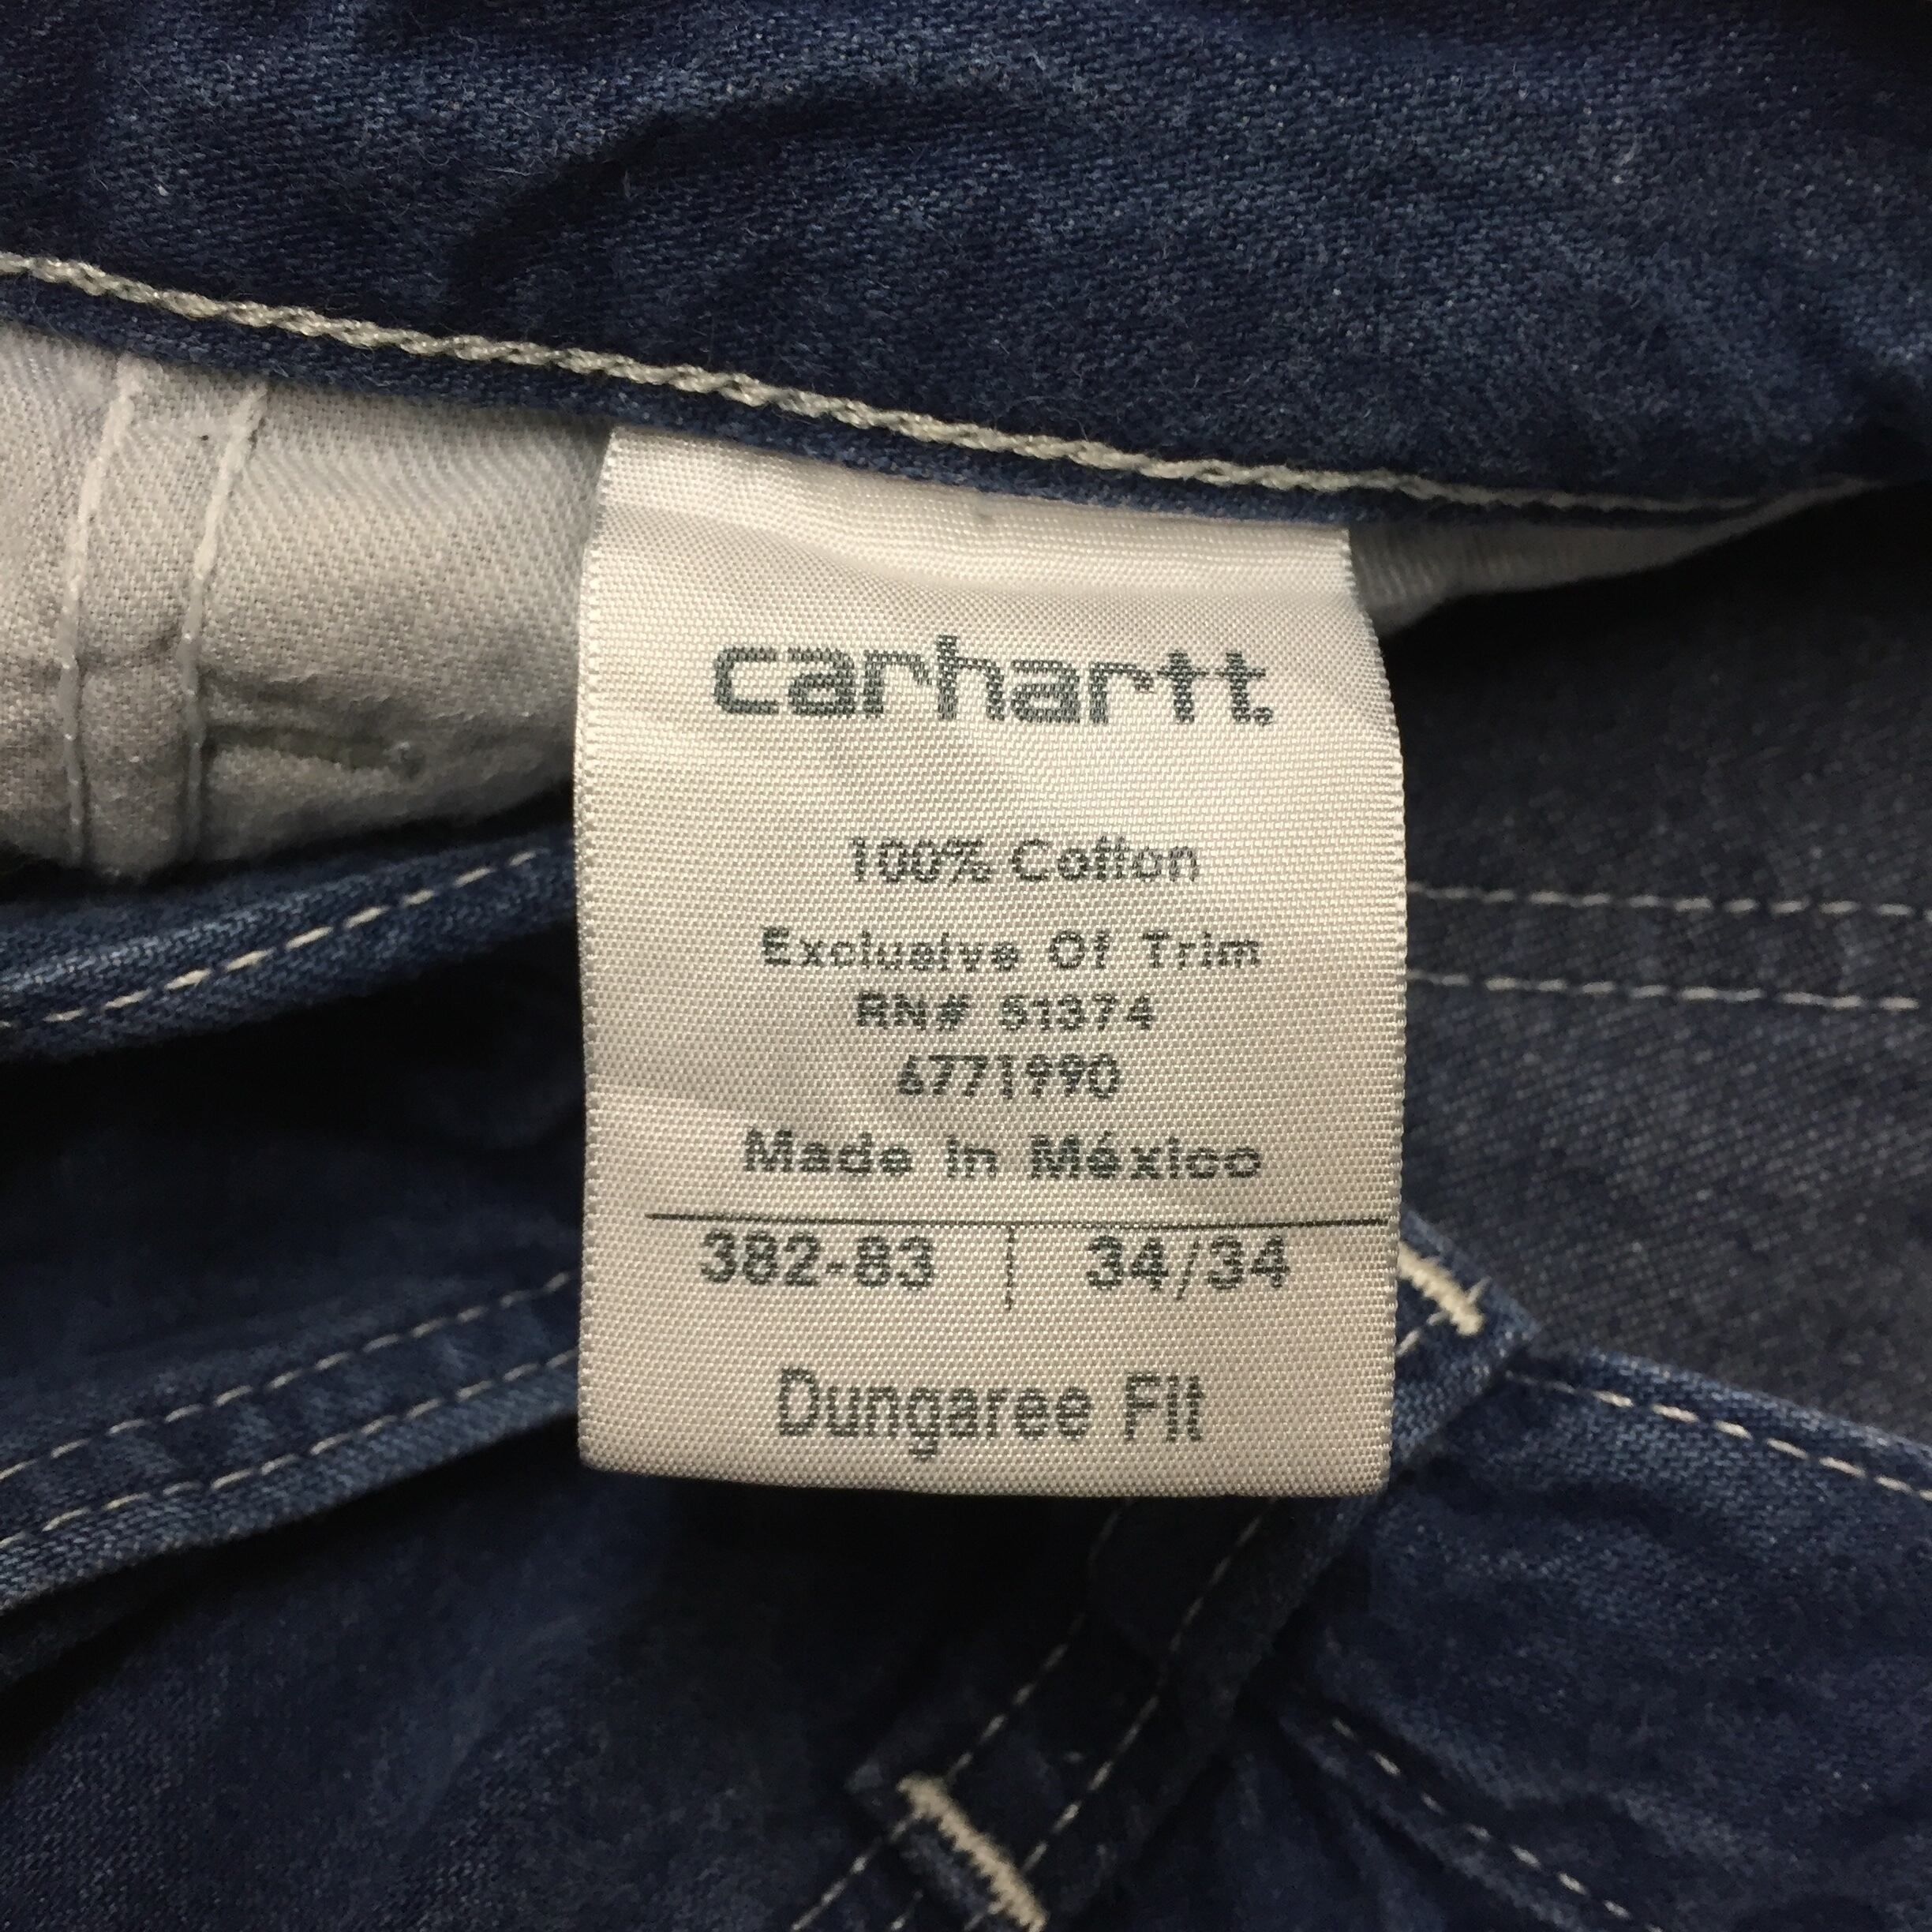 carhartt.
100% Cotton
Exclusive Of Trim
RN# 51374
6771990
Made in México
382-83 34/34
Dungaree Fit